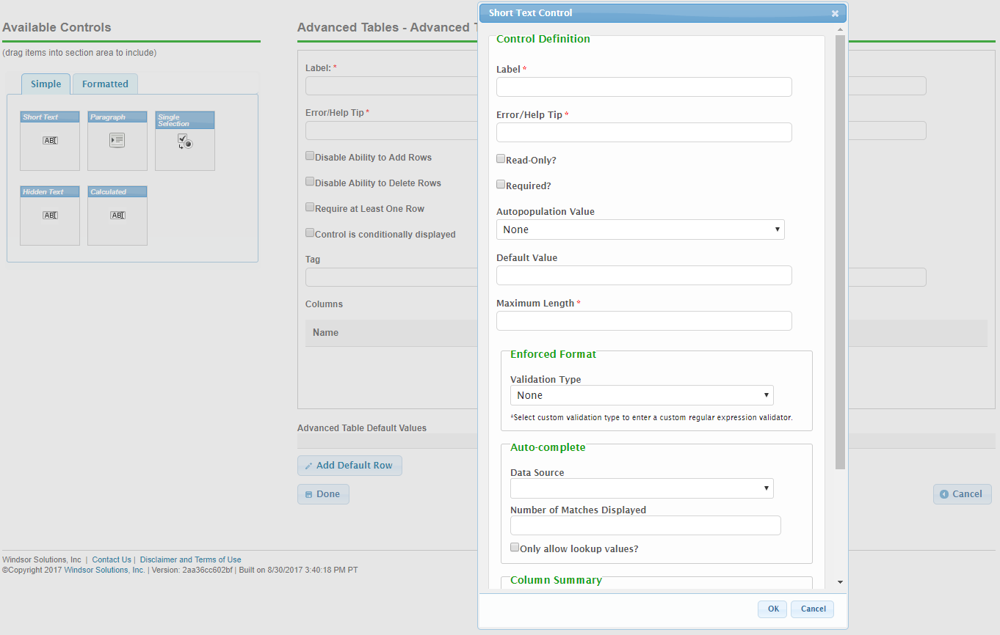 Available Controls
(drag items into section area to include)
Simple
Formatted
Short Text
ABI
Paragraph
Single
Selection
Hidden Text
ABI
Calculated
ABI
Advanced Tables - Advanced
Label: *
Error/Help Tip *
Disable Ability to Add Rows
Disable Ability to Delete Rows
Require at Least One Row
Control is conditionally displayed
Tag
Columns
Name
Advanced Table Default Values
Add Default Row
Done
Cancel
Windsor Solutions, Inc | Contact Us | Disclaimer and Terms of Use
©Copyright 2017 Windsor Solutions, Inc. | Version: 2aa36cc602bf | Built on 8/30/2017 3:40:18 PM PT
Short Text Control
Control Definition
Label *
Error/Help Tip *
Read-Only?
Required?
Autopopulation Value
None
Default Value
Maximum Length *
Enforced Format
Validation Type
None
*Select custom validation type to enter a custom regular expression validator.
Auto-complete
Data Source
Number of Matches Displayed
Only allow lookup values?
Column Summary
OK
Cancel